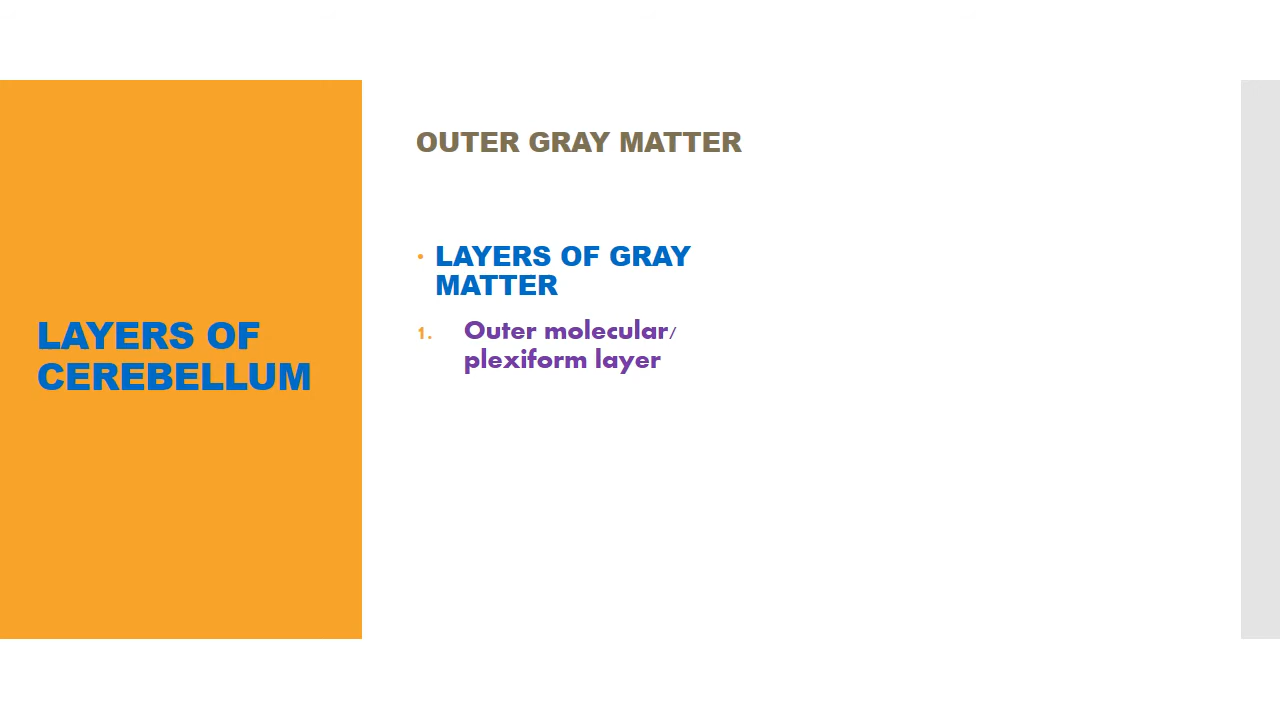 LAYERS OF
CEREBELLUM
OUTER GRAY MATTER
• LAYERS OF GRAY
MATTER
1. Outer molecular/
plexiform layer